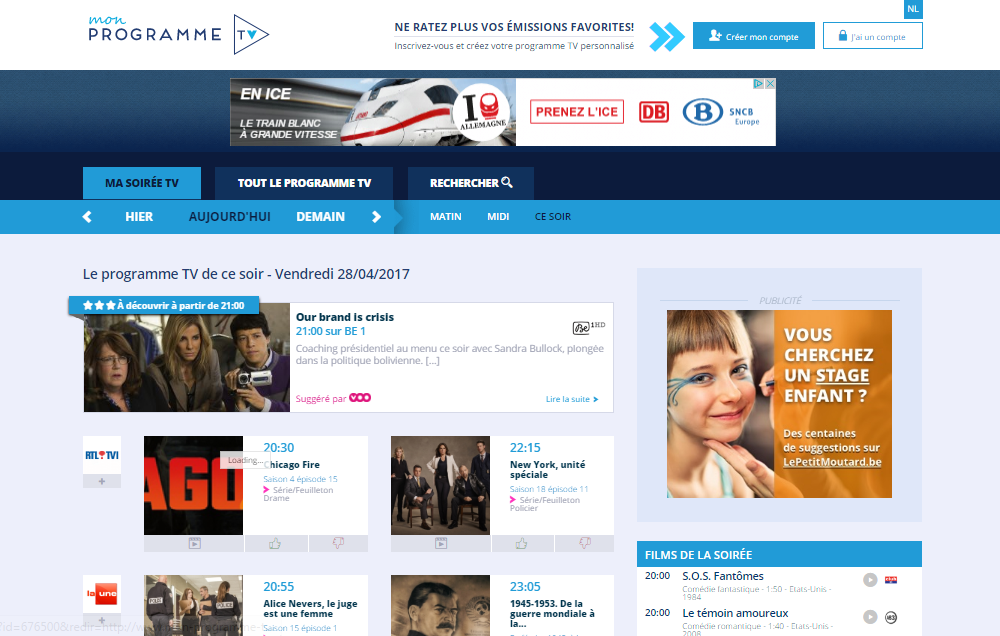 NL
mon
PROGRAMME TV
NE RATEZ PLUS VOS ÉMISSIONS FAVORITES!
Inscrivez-vous et créez votre programme TV personnalisé
Créer mon compte
J'ai un compte
EN ICE
LE TRAIN BLANC
À GRANDE VITESSE
I
ALLEMAGNE
PRENEZ L'ICE
DB
B
SNCB
Europe
MA SOIRÉE TV
TOUT LE PROGRAMME TV
RECHERCHER
HIER
AUJOURD'HUI
DEMAIN
MATIN
MIDI
CE SOIR
Le programme TV de ce soir - Vendredi 28/04/2017
À découvrir à partir de 21:00
Our brand is crisis
21:00 sur BE 1
Be 1HD
Coaching présidentiel au menu ce soir avec Sandra Bullock, plongée
dans la politique bolivienne. [...]
Suggéré par VOO
Lire la suite
PUBLICITÉ
VOUS
CHERCHEZ
UN STAGE
ENFANT ?
Des centaines
de suggestions sur
LePetitMoutard.be
RTL TVI
+
AGO
Loading...
20:30
Chicago Fire
Saison 4 épisode 15
Série/Feuilleton
Drame
22:15
New York, unité
spéciale
Saison 18 épisode 11
Série/Feuilleton
Policier
la une
+
POLICE
20:55
Alice Nevers, le juge
est une femme
Saison 15 épisode 1
23:05
1945-1953. De la
guerre mondiale à
la...
FILMS DE LA SOIRÉE
20:00
S.O.S. Fantômes
Comédie fantastique - 1:50 - Etats-Unis -
1984
20:00
Le témoin amoureux
Comédie romantique - 1:40 - Etats-Unis -
2008